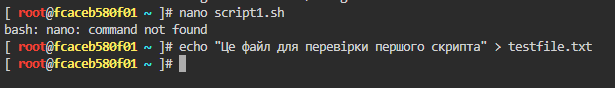 [ root@fcaceb580f01 ~ ]# nano script1.sh
bash: nano: command not found
[ root@fcaceb580f01 ~ ]# echo "Це файл для перевірки першого скрипта" > testfile.txt
[ root@fcaceb580f01 ~ ]#